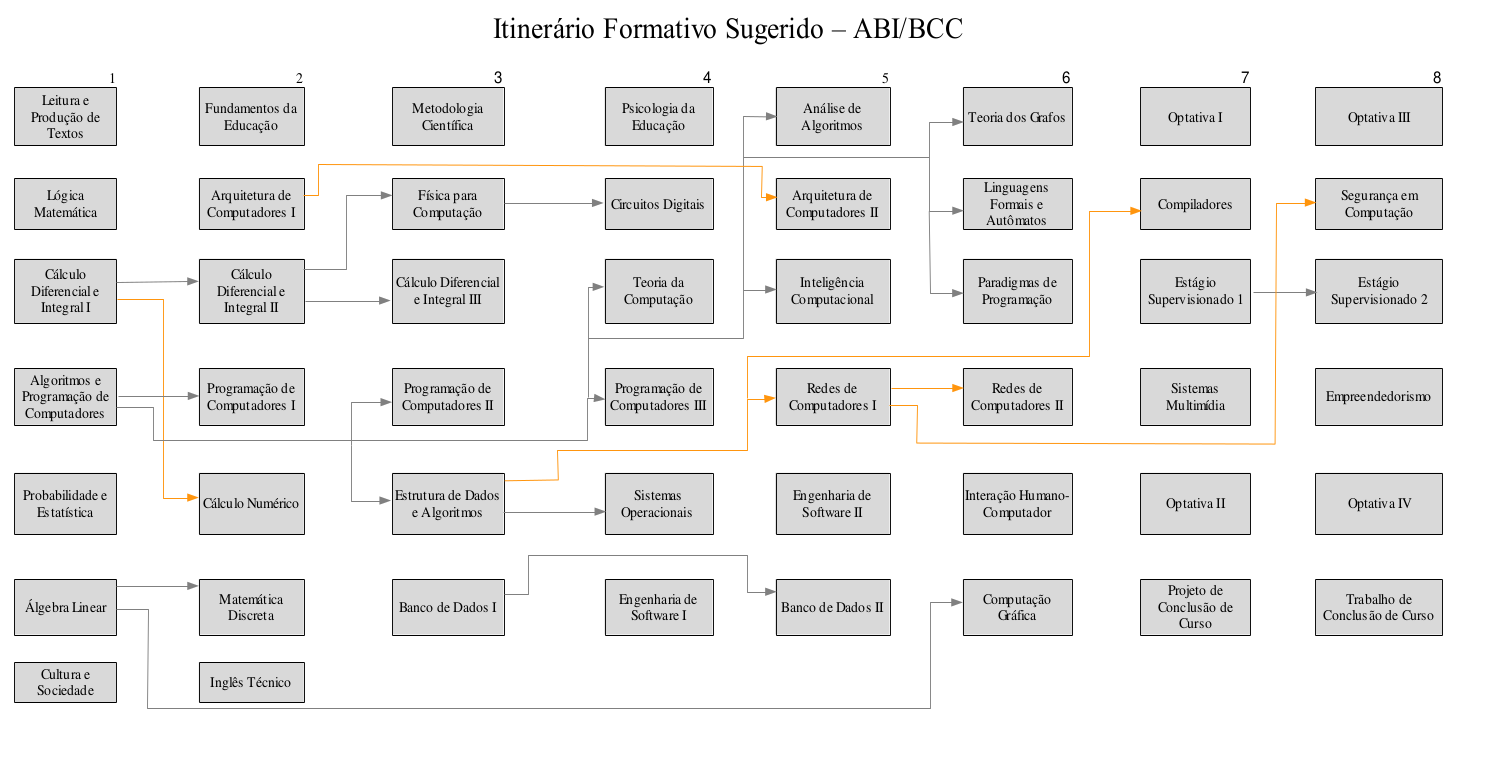 Itinerário Formativo Sugerido – ABI/BCC
1
2
3
4
5
6
7
8
Leitura e
Produção de
Textos
Fundamentos da
Educação
Metodologia
Científica
Psicologia da
Educação
Análise de
Algoritmos
Teoria dos Grafos
Optativa I
Optativa III
Lógica
Matemática
Arquitetura de
Computadores I
Física para
Computação
Circuitos Digitais
Arquitetura de
Computadores II
Linguagens
Formais e
Autômatos
Compiladores
Segurança em
Computação
Cálculo
Diferencial e
Integral I
Cálculo
Diferencial e
Integral II
Cálculo Diferencial
e Integral III
Teoria da
Computação
Inteligência
Computacional
Paradigmas de
Programação
Estágio
Supervisionado 1
Estágio
Supervisionado 2
Algoritmos e
Programação de
Computadores
Programação de
Computadores I
Programação de
Computadores II
Programação de
Computadores III
Redes de
Computadores I
Redes de
Computadores II
Sistemas
Multimídia
Empreendedorismo
Probabilidade e
Estatística
Cálculo Numérico
Estrutura de Dados
e Algoritmos
Sistemas
Operacionais
Engenharia de
Software II
Interação Humano-
Computador
Optativa II
Optativa IV
Álgebra Linear
Matemática
Discreta
Banco de Dados I
Engenharia de
Software I
Banco de Dados II
Computação
Gráfica
Projeto de
Conclusão de
Curso
Trabalho de
Conclusão de Curso
Cultura e
Sociedade
Inglês Técnico